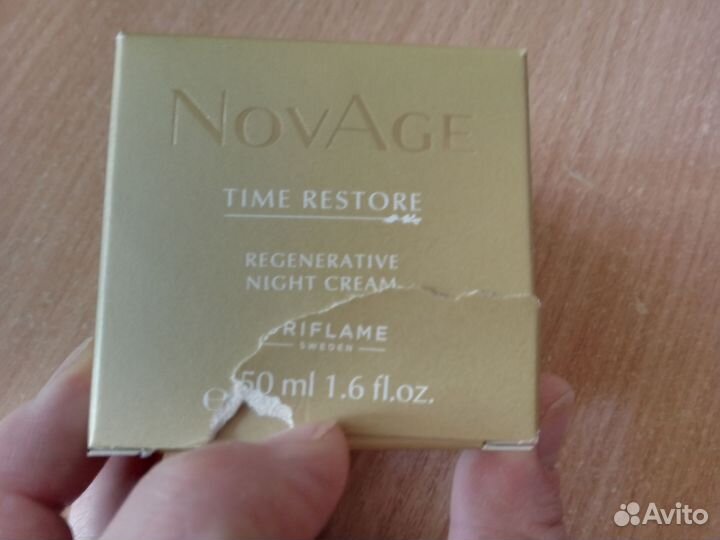 NOVAGE
TIME RESTORE
REGENERATIVE
NIGHT CREAM
RIFLAME
SWEDEN
e 50 ml 1.6 fl.oz.
Avito